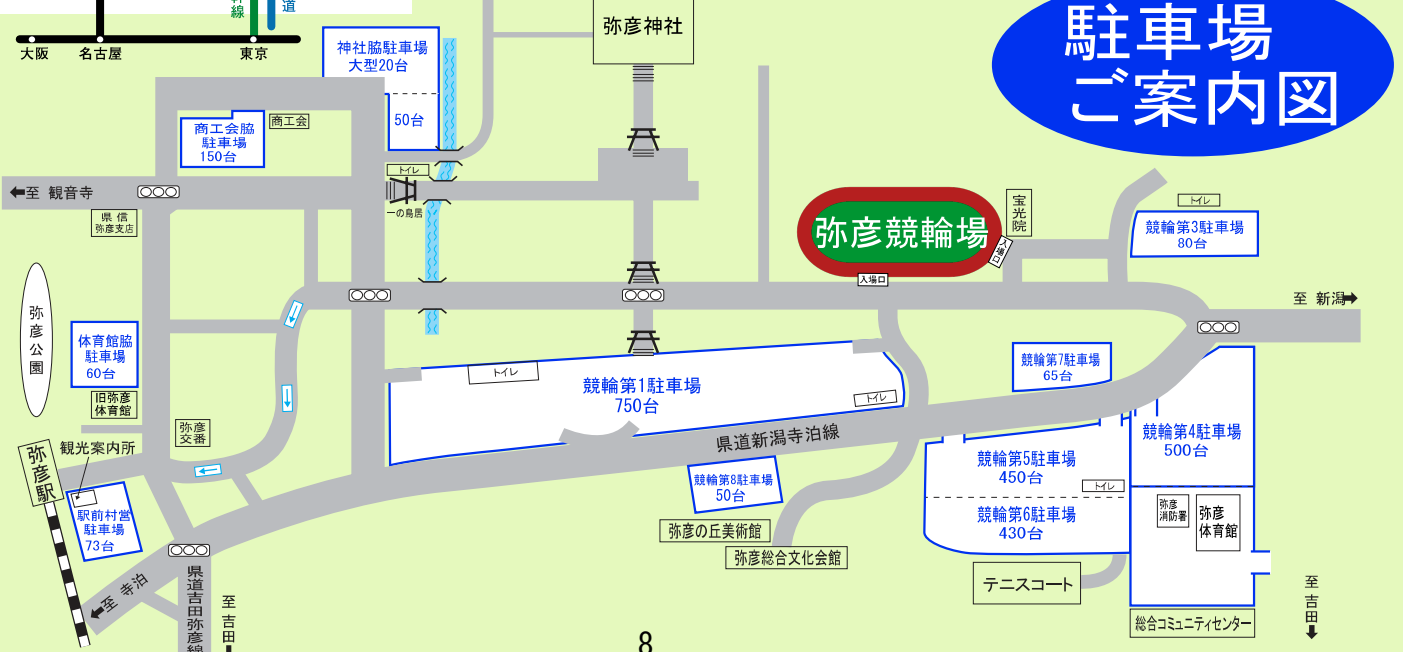 幹線
道
大阪
名古屋
東京
駐車場
ご案内図
弥彦神社
神社脇駐車場
大型20台
50台
商工会
商工会脇
駐車場
150台
トイレ
一の鳥居
至 観音寺
県信
弥彦支店
弥彦競輪場
入場口
入場口
宝光院
トイレ
競輪第3駐車場
80台
至 新潟
弥彦公園
体育館脇
駐車場
60台
旧弥彦
体育館
弥彦
交番
トイレ
競輪第1駐車場
750台
トイレ
競輪第7駐車場
65台
県道新潟寺泊線
競輪第4駐車場
500台
競輪第5駐車場
450台
トイレ
競輪第6駐車場
430台
競輪第8駐車場
50台
弥彦の丘美術館
弥彦総合文化会館
弥彦
消防署
弥彦
体育館
テニスコート
総合コミュニティセンター
弥彦駅
観光案内所
駅前村営
駐車場
73台
至 寺泊
県道吉田弥彦線
至 吉田
至 吉田
8